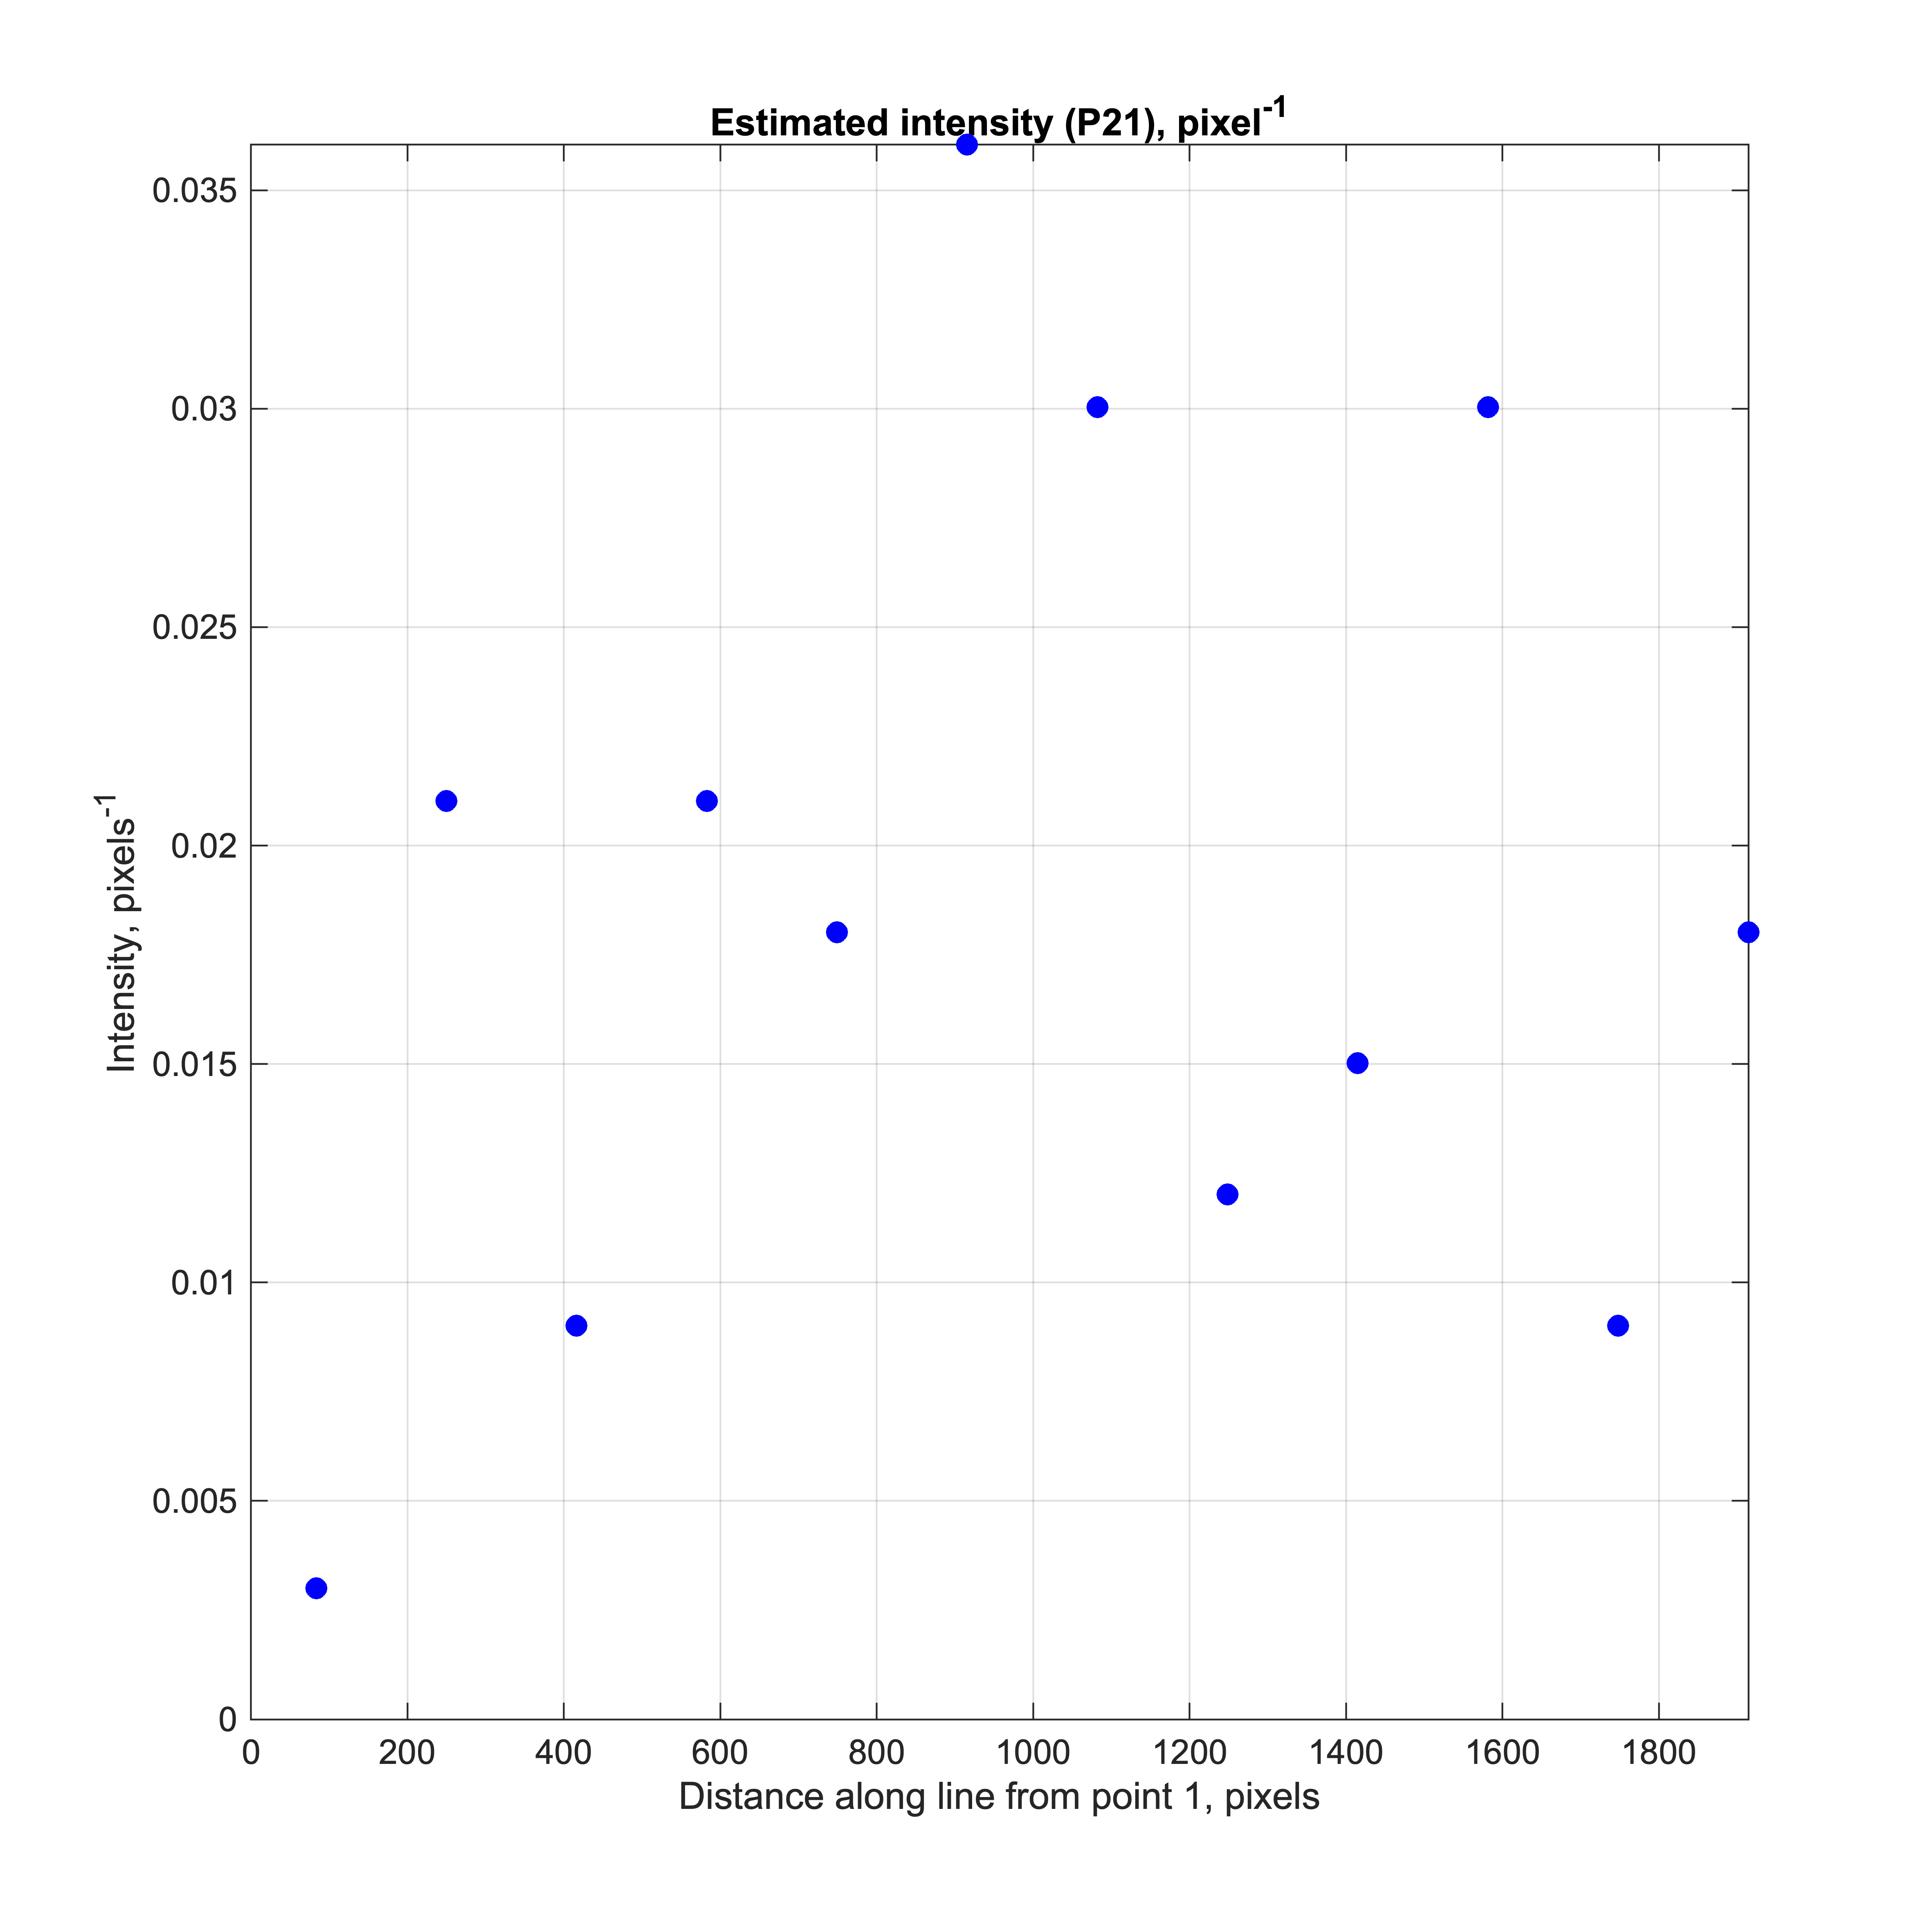 Estimated intensity (P21), pixel-1
0.035
0.03
0.025
0.02
0.015
0.01
0.005
0
Intensity, pixels-1
0 200 400 600 800 1000 1200 1400 1600 1800
Distance along line from point 1, pixels